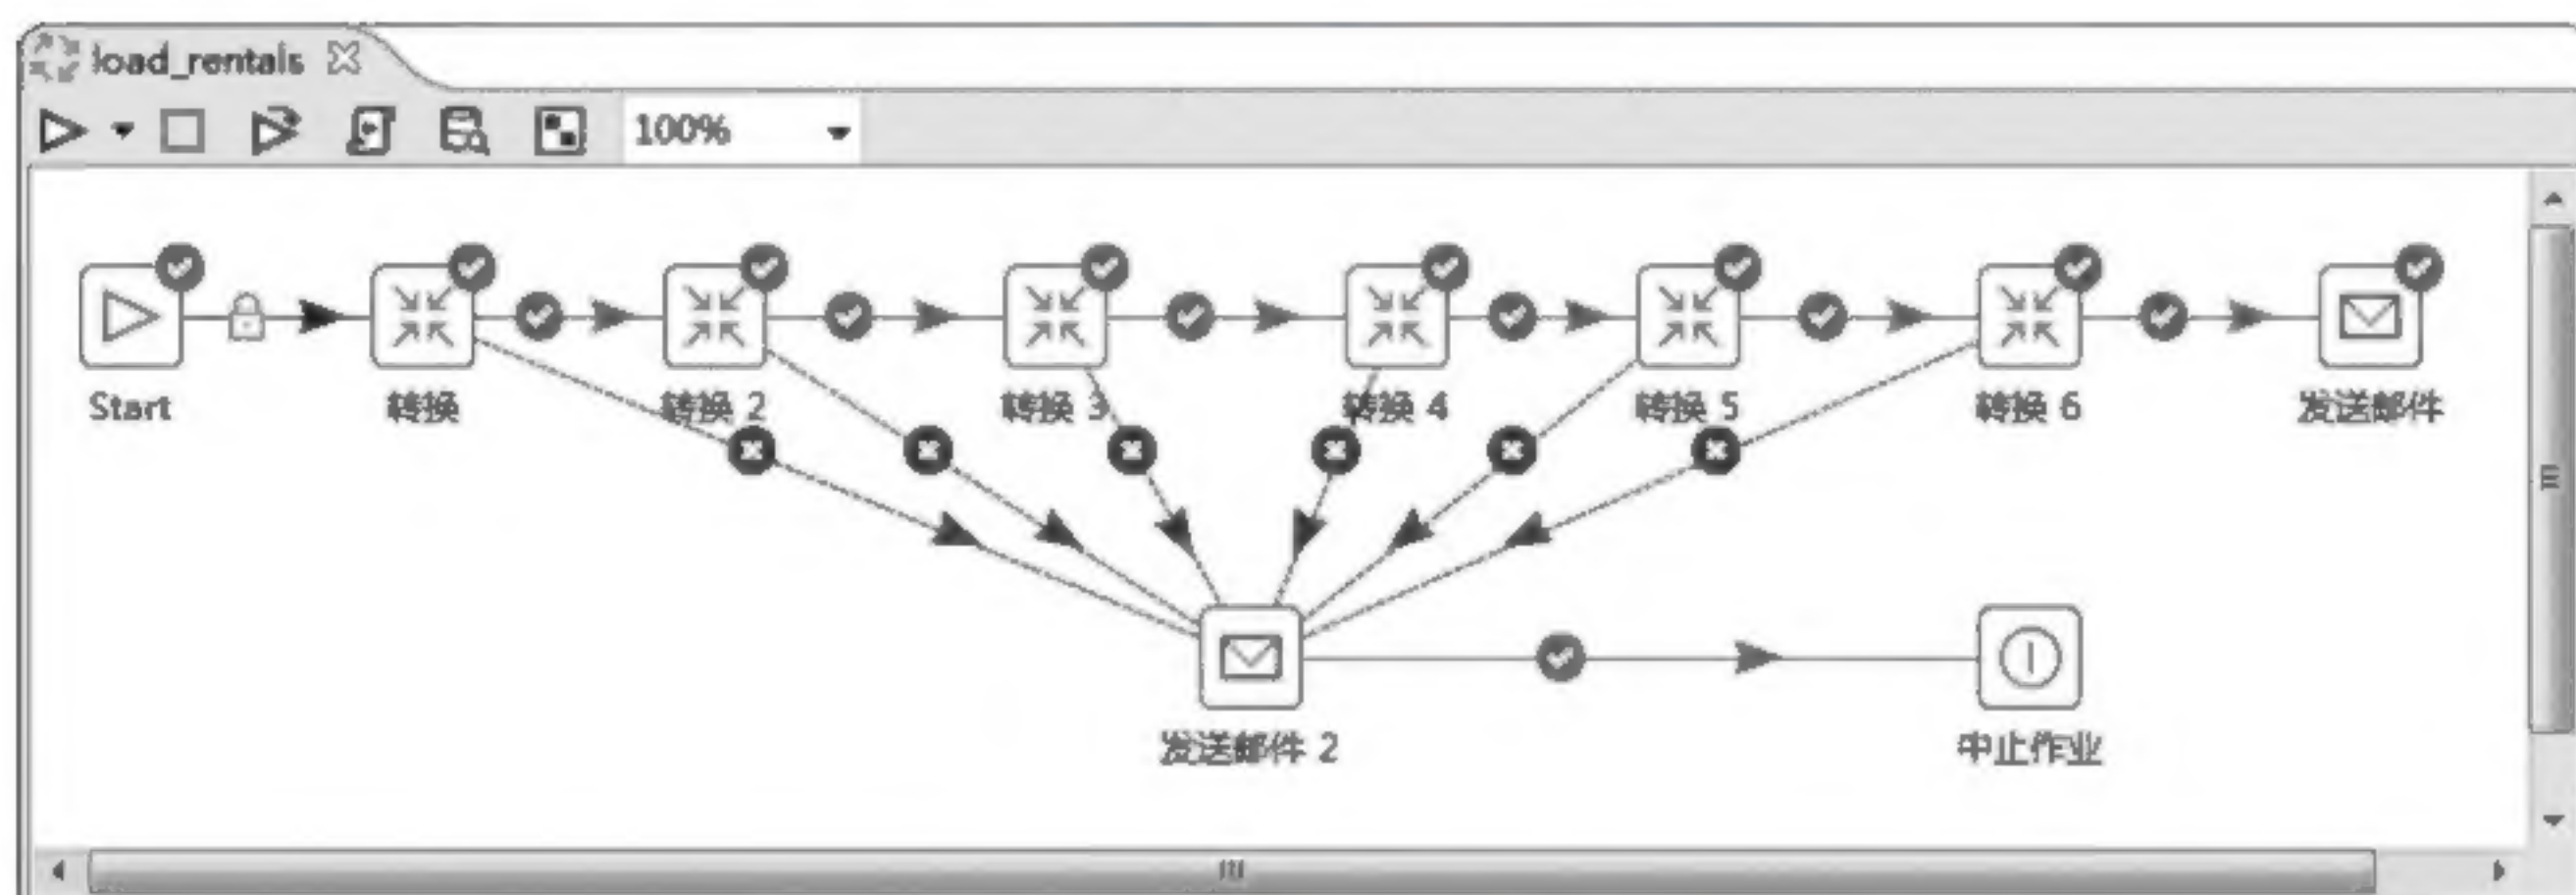 load_rentals
100%
Start
转换
转换 2
转换 3
转换 4
转换 5
转换 6
发送邮件
发送邮件 2
中止作业